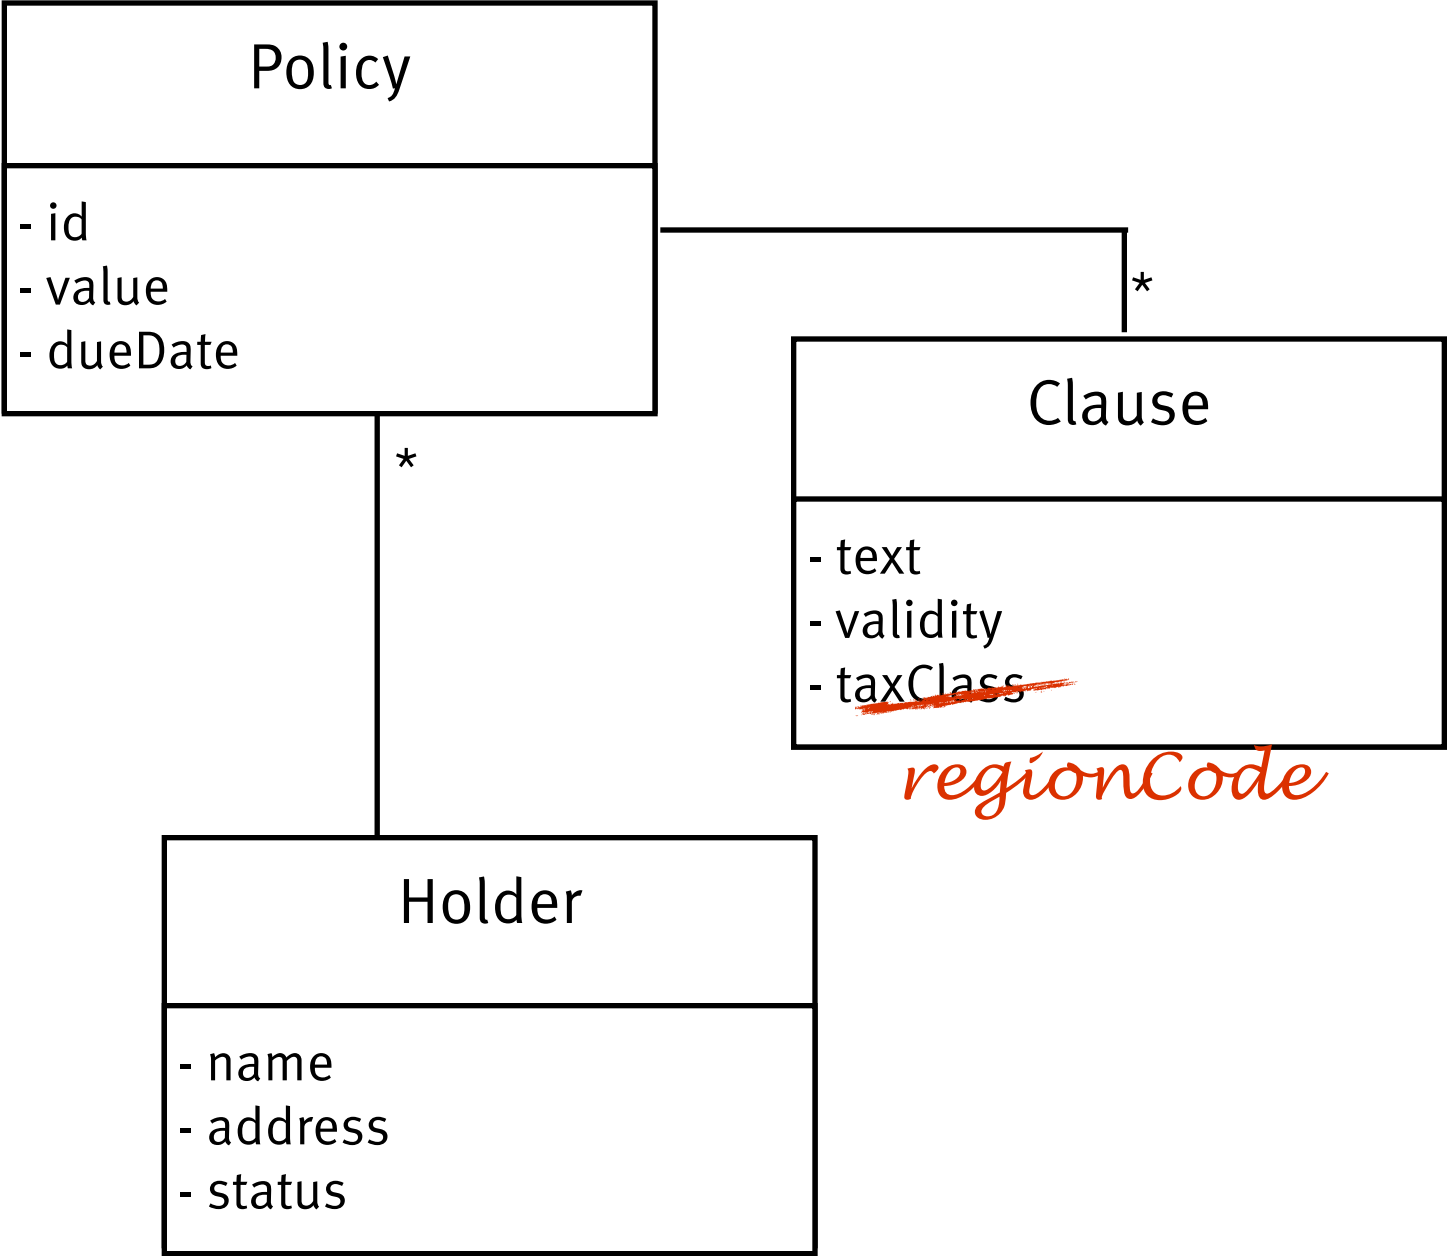 Policy
- id
- value
- dueDate
*
*
Clause
- text
- validity
- taxClass
regionCode
Holder
- name
- address
- status